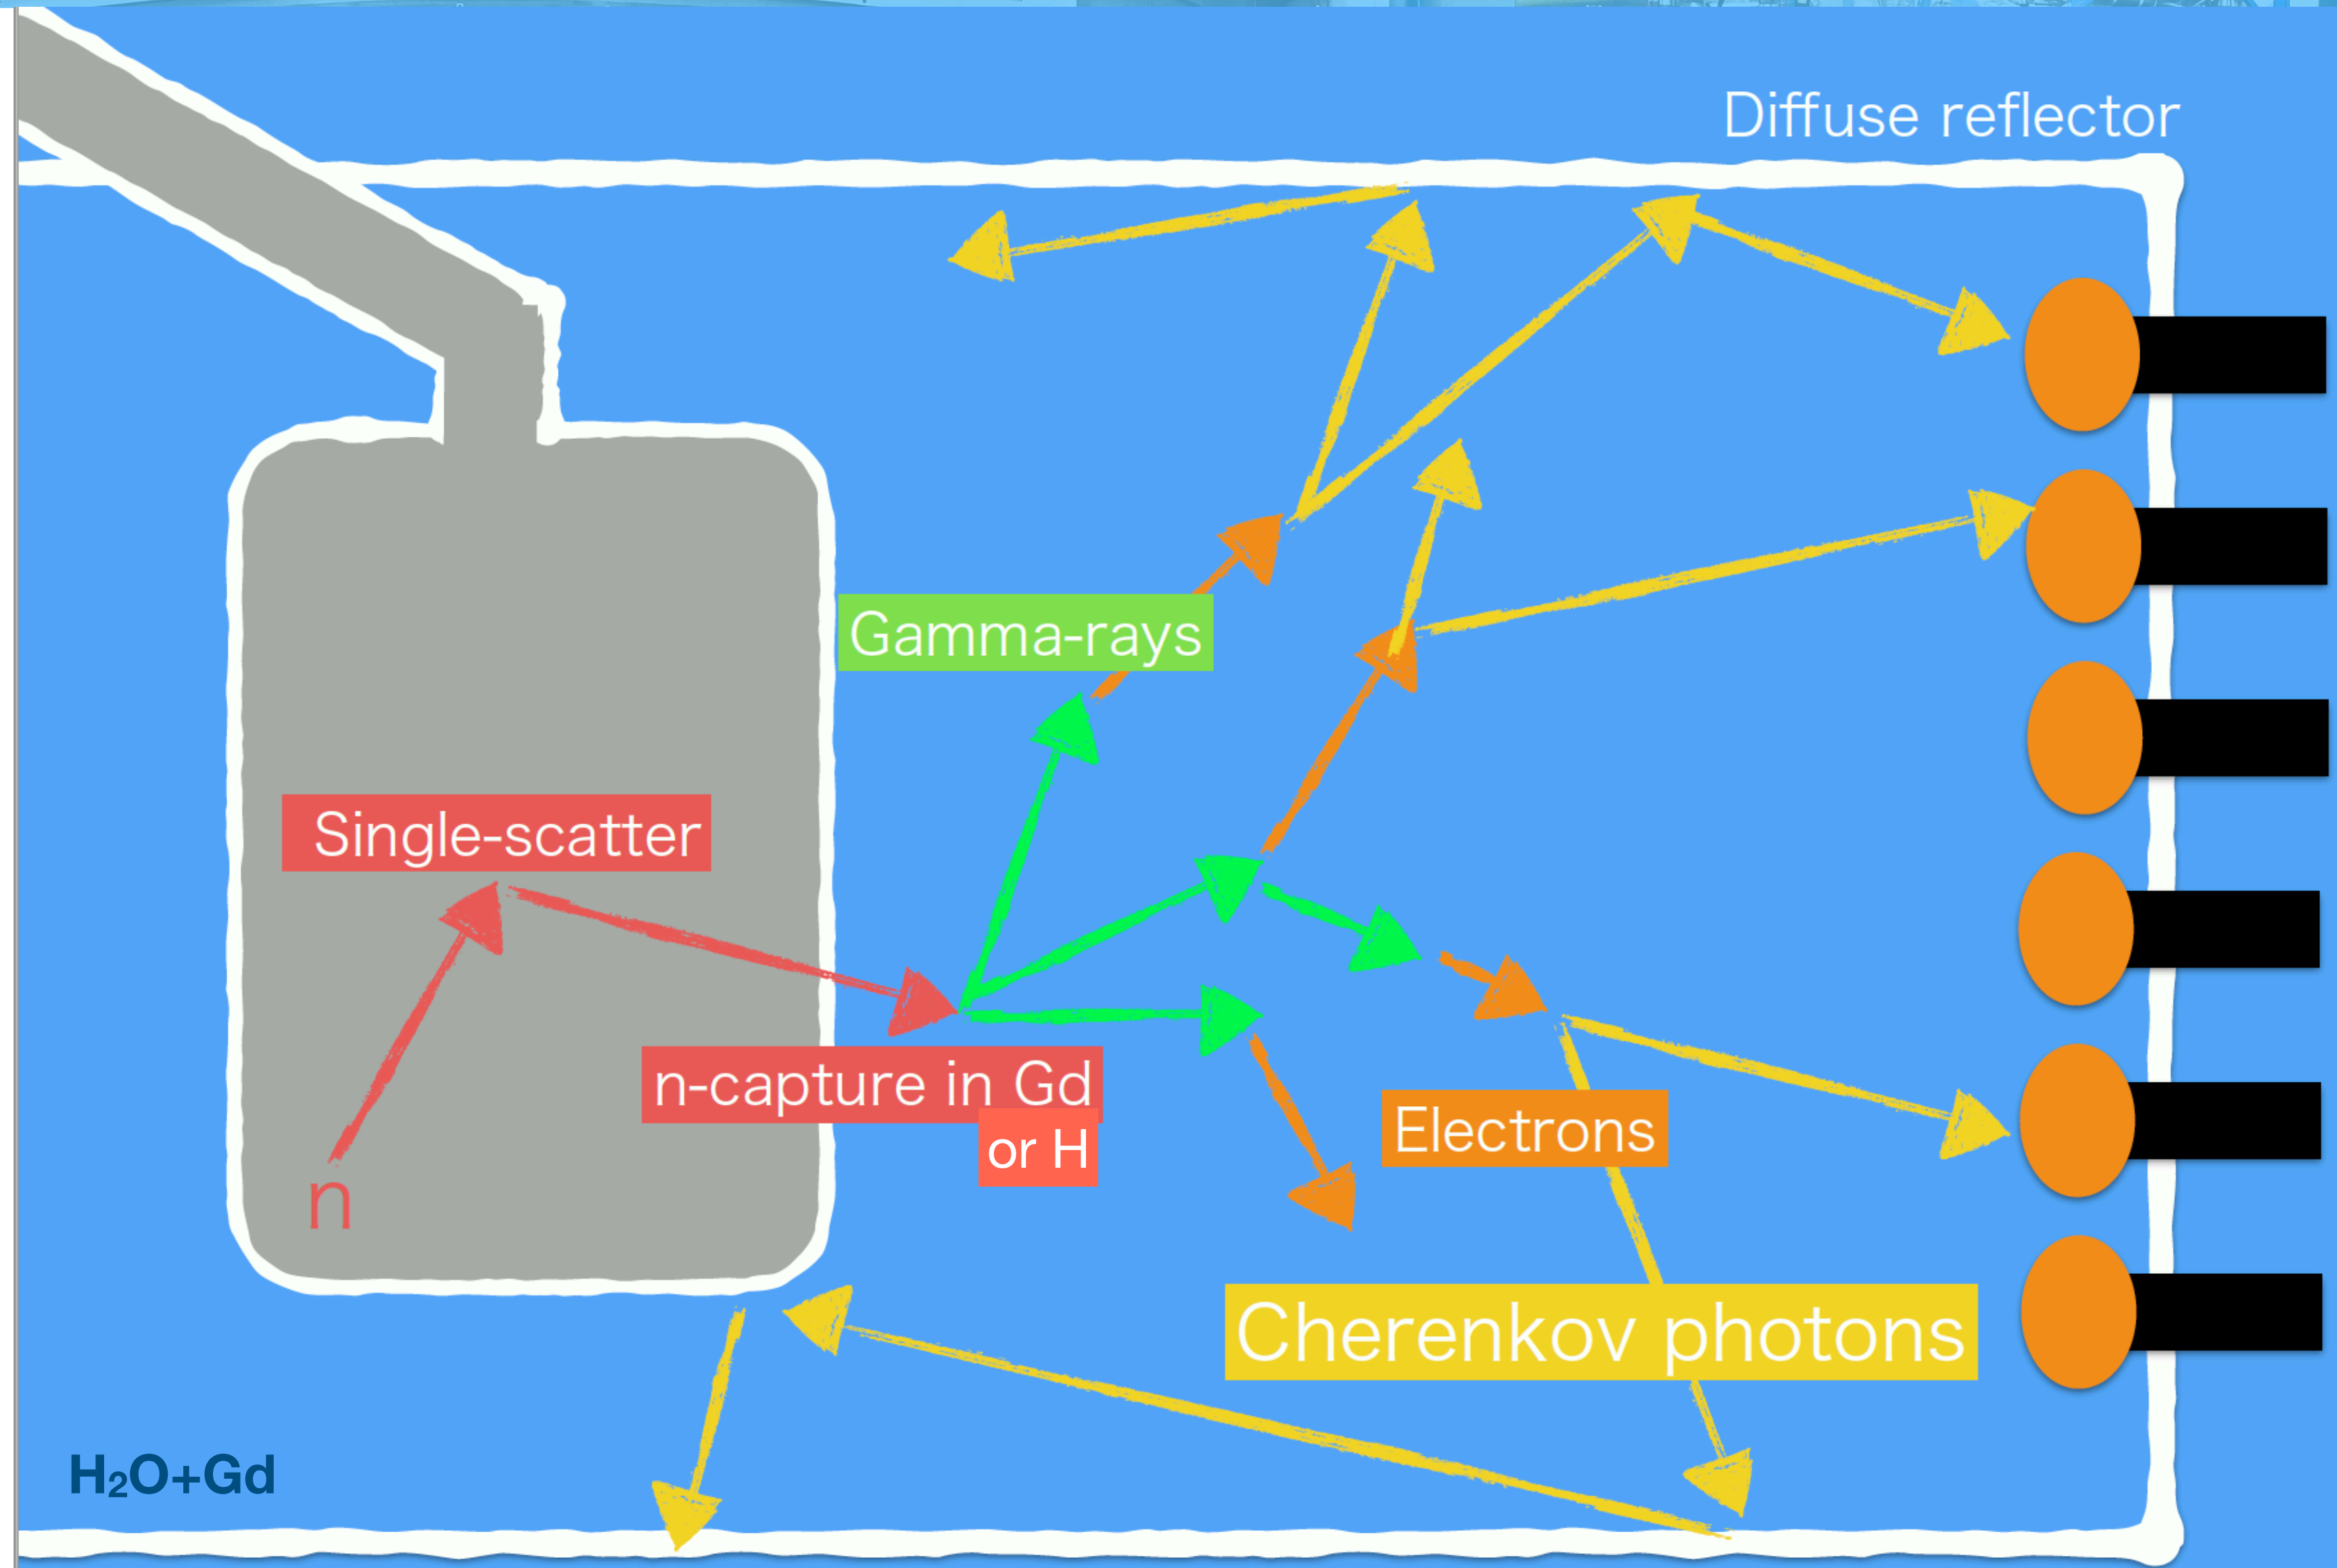 Diffuse reflector
Gamma-rays
Single-scatter
n-capture in Gd
or H
n
Electrons
Cherenkov photons
H₂O+Gd